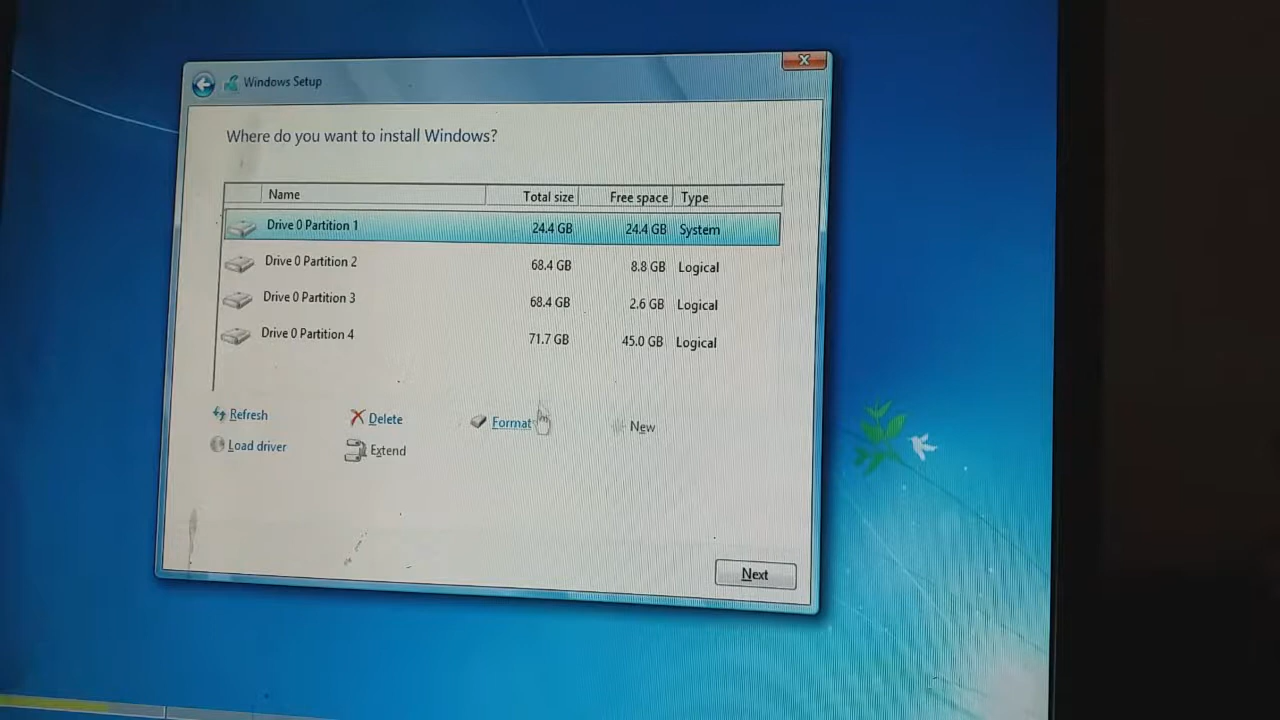 Windows Setup
Where do you want to install Windows?
Name Total size Free space Type
Drive 0 Partition 1 24.4 GB 24.4 GB System
Drive 0 Partition 2 68.4 GB 8.8 GB Logical
Drive 0 Partition 3 68.4 GB 2.6 GB Logical
Drive 0 Partition 4 71.7 GB 45.0 GB Logical
Refresh Delete Format New
Load driver Extend
Next